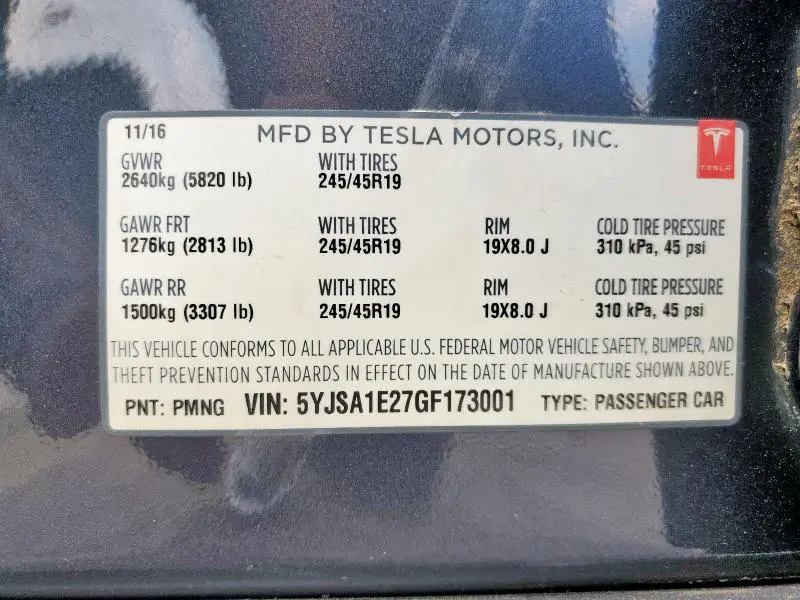 11/16 MFD BY TESLA MOTORS, INC.
TESLA
GVWR WITH TIRES
2640kg (5820 lb) 245/45R19
GAWR FRT WITH TIRES RIM COLD TIRE PRESSURE
1276kg (2813 lb) 245/45R19 19X8.0 J 310 kPa, 45 psi
GAWR RR WITH TIRES RIM COLD TIRE PRESSURE
1500kg (3307 lb) 245/45R19 19X8.0 J 310 kPa, 45 psi
THIS VEHICLE CONFORMS TO ALL APPLICABLE U.S. FEDERAL MOTOR VEHICLE SAFETY, BUMPER, AND
THEFT PREVENTION STANDARDS IN EFFECT ON THE DATE OF MANUFACTURE SHOWN ABOVE.
PNT: PMNG VIN: 5YJSA1E27GF173001 TYPE: PASSENGER CAR